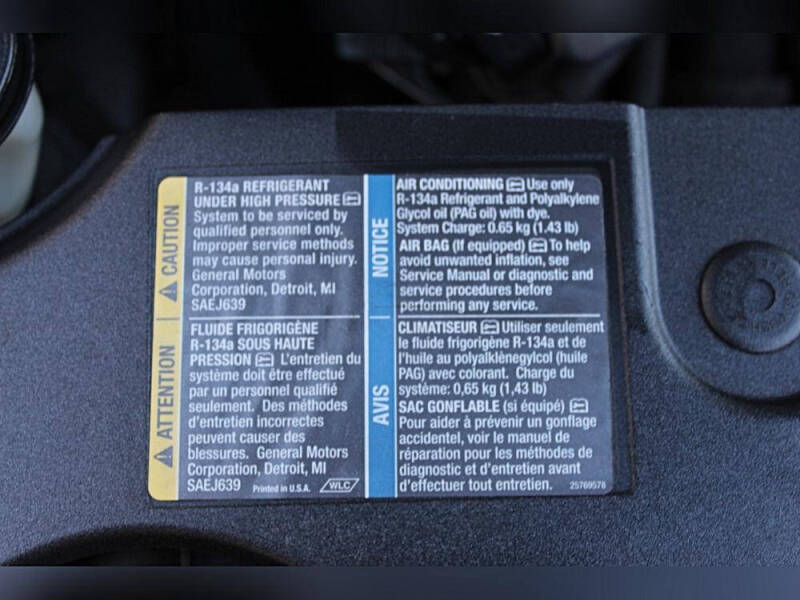 CAUTION
R-134a REFRIGERANT
UNDER HIGH PRESSURE
System to be serviced by
qualified personnel only.
Improper service methods
may cause personal injury.
General Motors
Corporation, Detroit, MI
SAEJ639
NOTICE
AIR CONDITIONING Use only
R-134a Refrigerant and Polyalkylene
Glycol oil (PAG oil) with dye.
System Charge: 0.65 kg (1.43 lb)
AIR BAG (If equipped) To help
avoid unwanted inflation, see
Service Manual or diagnostic and
service procedures before
performing any service.
ATTENTION
FLUIDE FRIGORIGÈNE
R-134a SOUS HAUTE
PRESSION L'entretien du
système doit être effectué
par un personnel qualifié
seulement. Des méthodes
d'entretien incorrectes
peuvent causer des
blessures. General Motors
Corporation, Detroit, MI
SAEJ639 Printed in U.S.A. WLC
AVIS
CLIMATISEUR Utiliser seulement
le fluide frigorigène R-134a et de
l'huile au polyalklènegylcol (huile
PAG) avec colorant. Charge du
système: 0,65 kg (1,43 lb)
SAC GONFLABLE (si équipé)
Pour aider à prévenir un gonflage
accidentel, voir le manuel de
réparation pour les méthodes de
diagnostic et d'entretien avant
d'effectuer tout entretien. 25769578